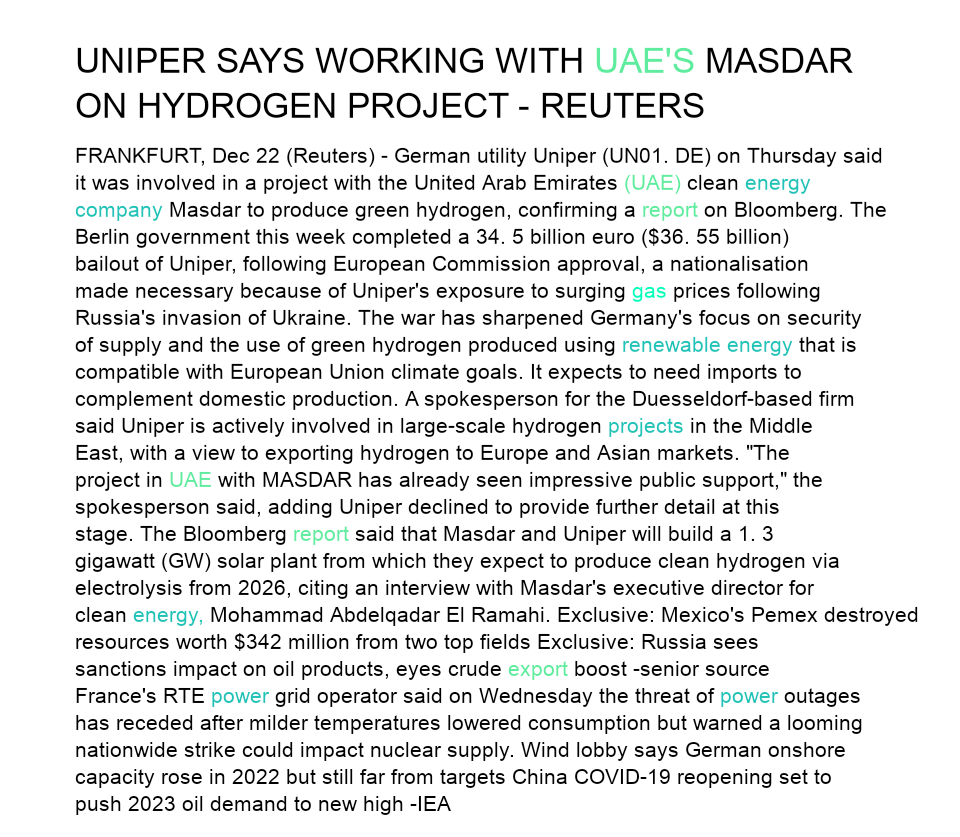 UNIPER SAYS WORKING WITH UAE'S MASDAR
ON HYDROGEN PROJECT - REUTERS
FRANKFURT, Dec 22 (Reuters) - German utility Uniper (UN01. DE) on Thursday said
it was involved in a project with the United Arab Emirates (UAE) clean energy
company Masdar to produce green hydrogen, confirming a report on Bloomberg. The
Berlin government this week completed a 34. 5 billion euro ($36. 55 billion)
bailout of Uniper, following European Commission approval, a nationalisation
made necessary because of Uniper's exposure to surging gas prices following
Russia's invasion of Ukraine. The war has sharpened Germany's focus on security
of supply and the use of green hydrogen produced using renewable energy that is
compatible with European Union climate goals. It expects to need imports to
complement domestic production. A spokesperson for the Duesseldorf-based firm
said Uniper is actively involved in large-scale hydrogen projects in the Middle
East, with a view to exporting hydrogen to Europe and Asian markets. "The
project in UAE with MASDAR has already seen impressive public support," the
spokesperson said, adding Uniper declined to provide further detail at this
stage. The Bloomberg report said that Masdar and Uniper will build a 1. 3
gigawatt (GW) solar plant from which they expect to produce clean hydrogen via
electrolysis from 2026, citing an interview with Masdar's executive director for
clean energy, Mohammad Abdelqadar El Ramahi. Exclusive: Mexico's Pemex destroyed
resources worth $342 million from two top fields Exclusive: Russia sees
sanctions impact on oil products, eyes crude export boost -senior source
France's RTE power grid operator said on Wednesday the threat of power outages
has receded after milder temperatures lowered consumption but warned a looming
nationwide strike could impact nuclear supply. Wind lobby says German onshore
capacity rose in 2022 but still far from targets China COVID-19 reopening set to
push 2023 oil demand to new high -IEA